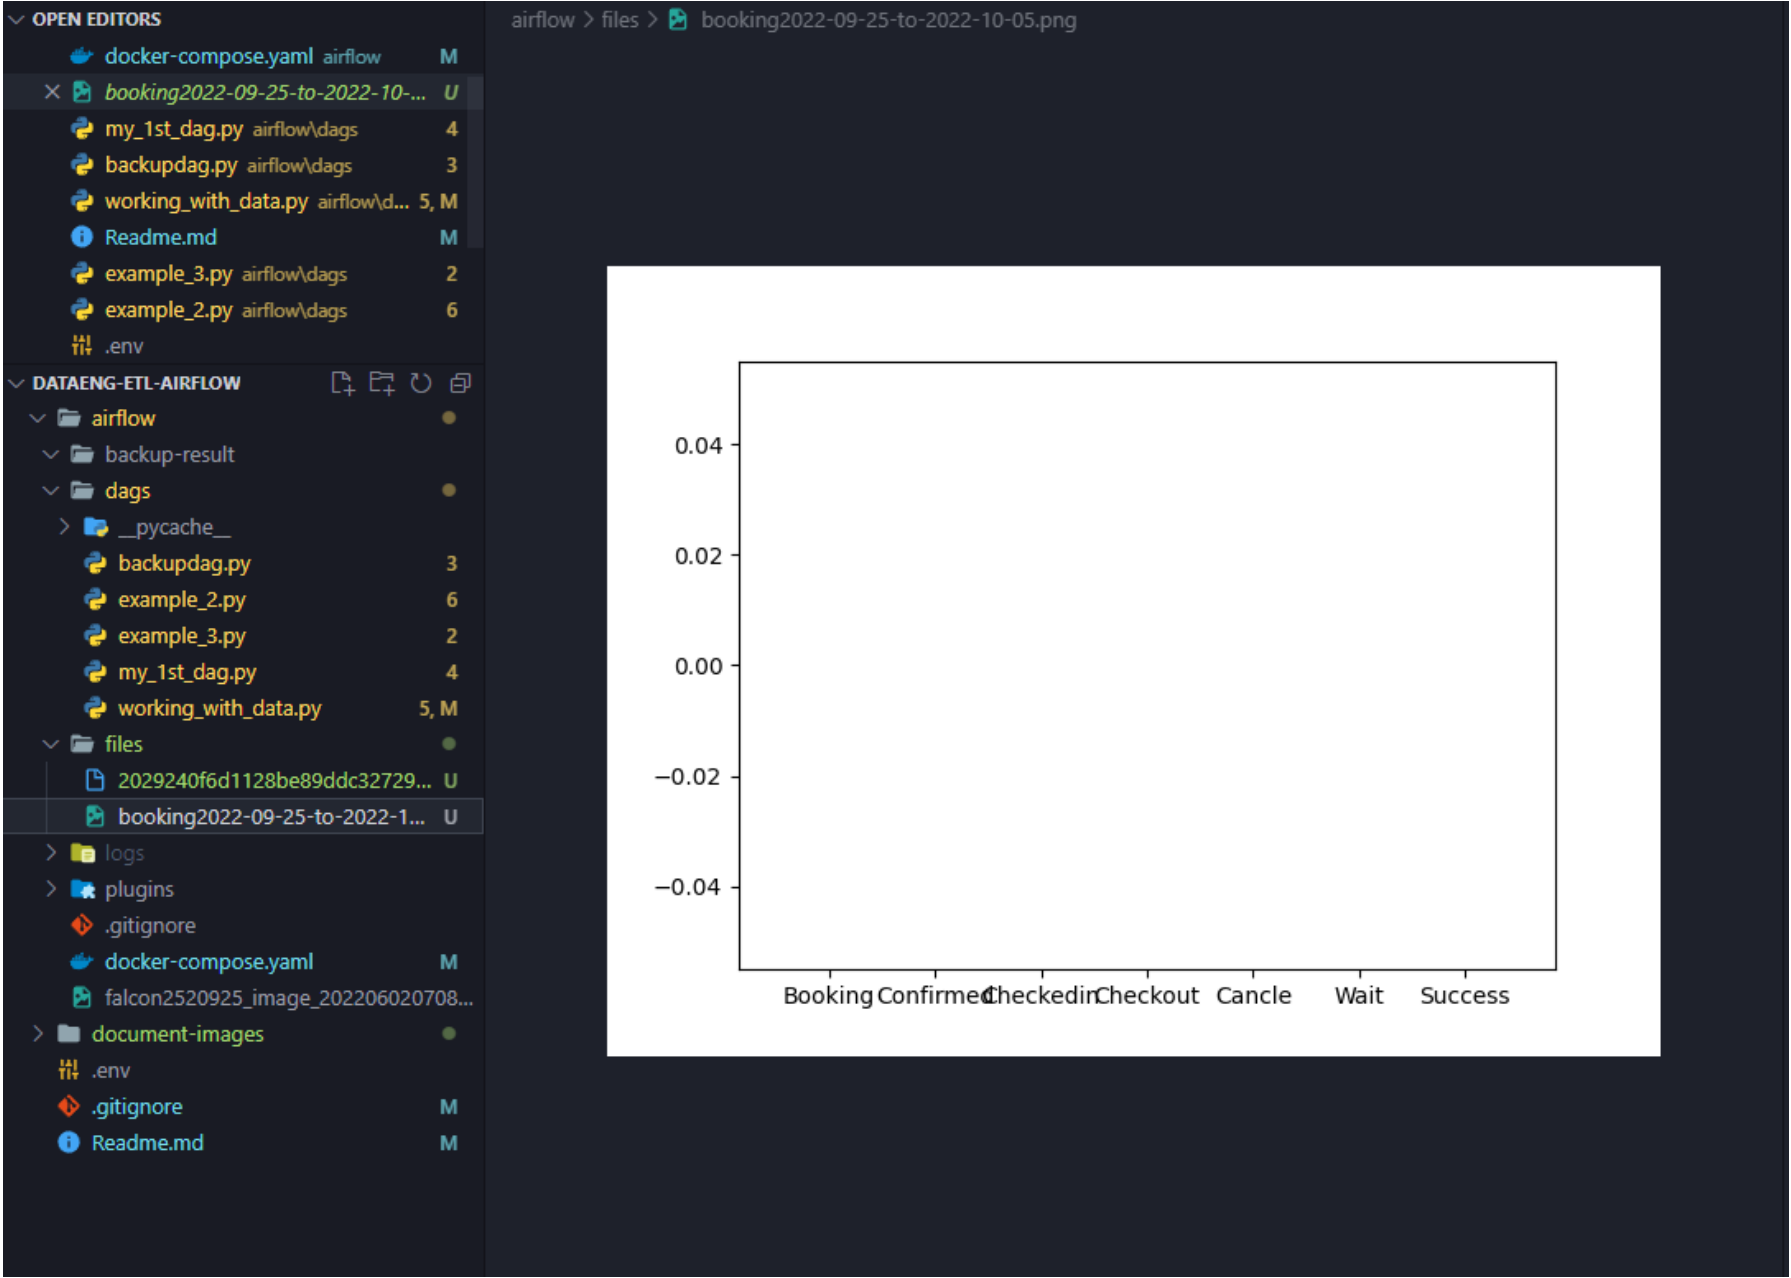 OPEN EDITORS
docker-compose.yaml airflow M
booking2022-09-25-to-2022-10-... U
my_1st_dag.py airflow\dags 4
backupdag.py airflow\dags 3
working_with_data.py airflow\d... 5, M
Readme.md M
example_3.py airflow\dags 2
example_2.py airflow\dags 6
.env
DATAENG-ETL-AIRFLOW
airflow
backup-result
dags
__pycache__
backupdag.py 3
example_2.py 6
example_3.py 2
my_1st_dag.py 4
working_with_data.py 5, M
files
2029240f6d1128be89ddc32729... U
booking2022-09-25-to-2022-1... U
logs
plugins
.gitignore
docker-compose.yaml M
falcon2520925_image_202206020708...
document-images
.env
.gitignore M
Readme.md M
airflow > files > booking2022-09-25-to-2022-10-05.png
0.04
0.02
0.00
−0.02
−0.04
Booking Confirmed Checkedin Checkout Cancle Wait Success